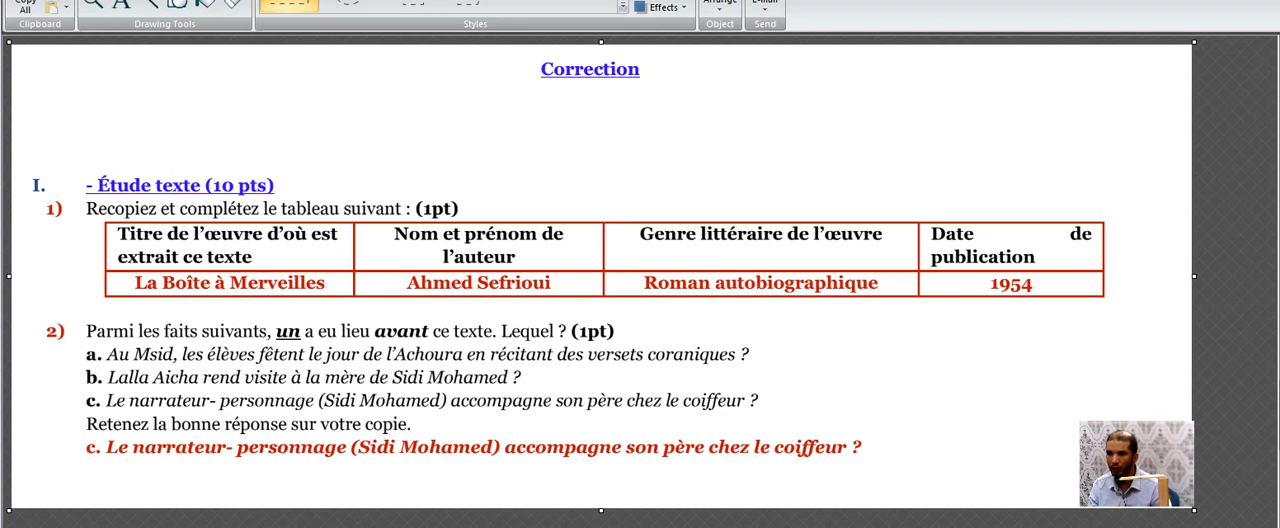 Copy
All
Clipboard
Drawing Tools
Styles
Effects
Arrange
Object
E-mail
Send
Correction
I. - Étude texte (10 pts)
1) Recopiez et complétez le tableau suivant : (1pt)
Titre de l’œuvre d’où est extrait ce texte
Nom et prénom de l’auteur
Genre littéraire de l’œuvre
Date de publication
La Boîte à Merveilles
Ahmed Sefrioui
Roman autobiographique
1954
2) Parmi les faits suivants, un a eu lieu avant ce texte. Lequel ? (1pt)
a. Au Msid, les élèves fêtent le jour de l’Achoura en récitant des versets coraniques ?
b. Lalla Aicha rend visite à la mère de Sidi Mohamed ?
c. Le narrateur- personnage (Sidi Mohamed) accompagne son père chez le coiffeur ?
Retenez la bonne réponse sur votre copie.
c. Le narrateur- personnage (Sidi Mohamed) accompagne son père chez le coiffeur ?